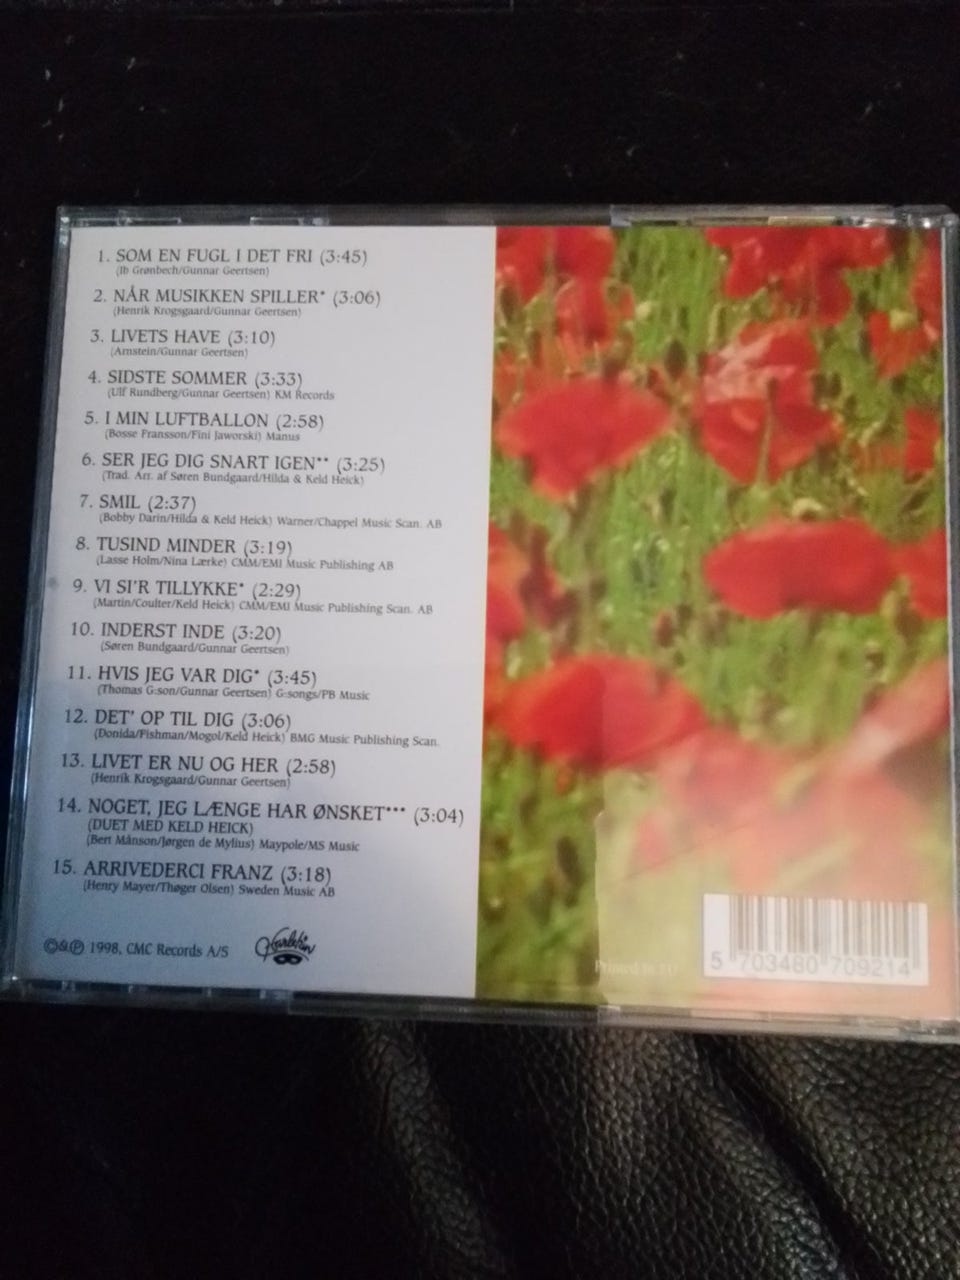 1. SOM EN FUGL I DET FRI (3:45)
(Ib Grønbech/Gunnar Geertsen)
2. NÅR MUSIKKEN SPILLER* (3:06)
(Henrik Krogsgaard/Gunnar Geertsen)
3. LIVETS HAVE (3:10)
(Arnstein/Gunnar Geertsen)
4. SIDSTE SOMMER (3:33)
(Ulf Rundberg/Gunnar Geertsen) KM Records
5. I MIN LUFTBALLON (2:58)
(Bosse Fransson/Fini Jaworski) Manus
6. SER JEG DIG SNART IGEN** (3:25)
(Trad. Arr. af Søren Bundgaard/Hilda & Keld Heick)
7. SMIL (2:37)
(Bobby Darin/Hilda & Keld Heick) Warner/Chappel Music Scan. AB
8. TUSIND MINDER (3:19)
(Lasse Holm/Nina Lærke) CMM/EMI Music Publishing AB
9. VI SI'R TILLYKKE* (2:29)
(Martin/Coulter/Keld Heick) CMM/EMI Music Publishing Scan. AB
10. INDERST INDE (3:20)
(Søren Bundgaard/Gunnar Geertsen)
11. HVIS JEG VAR DIG* (3:45)
(Thomas G:son/Gunnar Geertsen) G:songs/PB Music
12. DET' OP TIL DIG (3:06)
(Donida/Fishman/Mogol/Keld Heick) BMG Music Publishing Scan.
13. LIVET ER NU OG HER (2:58)
(Henrik Krogsgaard/Gunnar Geertsen)
14. NOGET, JEG LÆNGE HAR ØNSKET*** (3:04)
(DUET MED KELD HEICK)
(Bert Månson/Jørgen de Mylius) Maypole/MS Music
15. ARRIVEDERCI FRANZ (3:18)
(Henry Mayer/Thøger Olsen) Sweden Music AB
©&℗ 1998, CMC Records A/S
Harlekin
Printed in EU
5 703480 709214